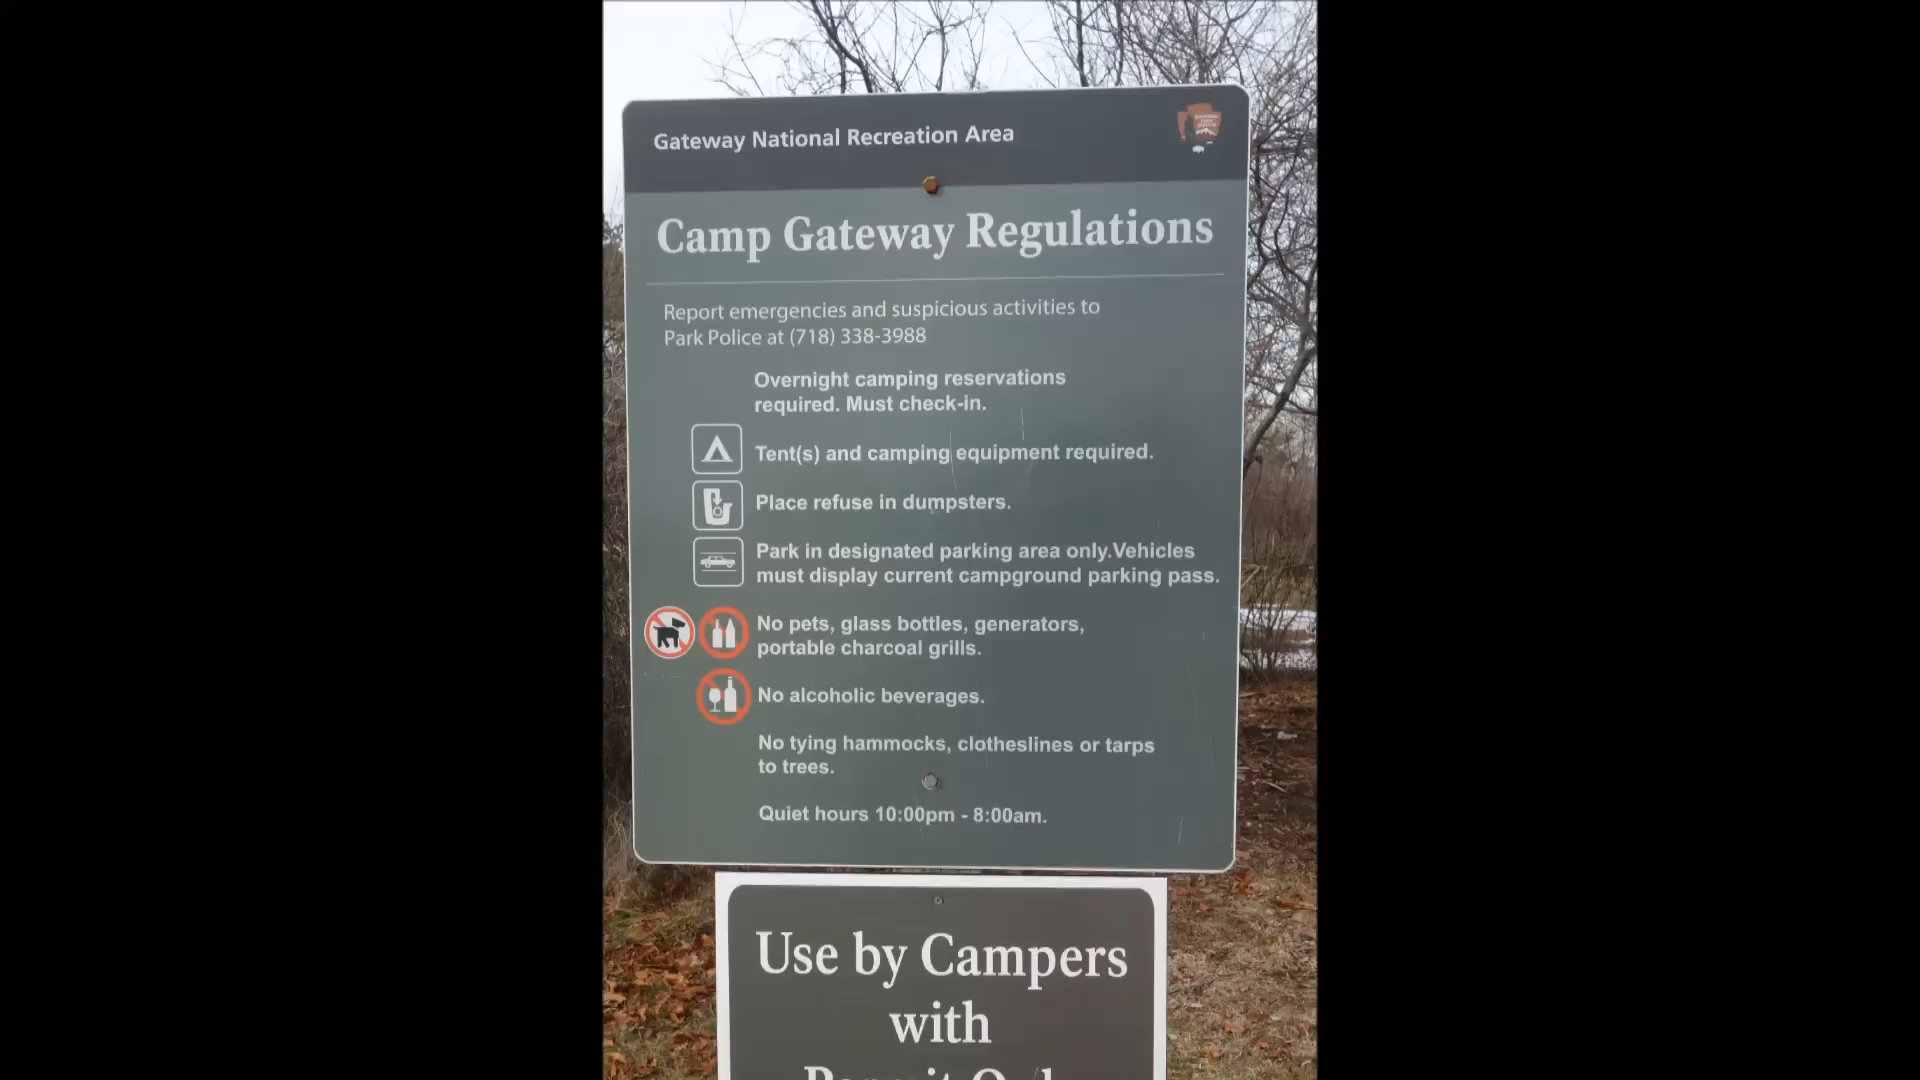 Gateway National Recreation Area
Camp Gateway Regulations
Report emergencies and suspicious activities to
Park Police at (718) 338-3988
Overnight camping reservations
required. Must check-in.
Tent(s) and camping equipment required.
Place refuse in dumpsters.
Park in designated parking area only.Vehicles
must display current campground parking pass.
No pets, glass bottles, generators,
portable charcoal grills.
No alcoholic beverages.
No tying hammocks, clotheslines or tarps
to trees.
Quiet hours 10:00pm - 8:00am.
Use by Campers
with